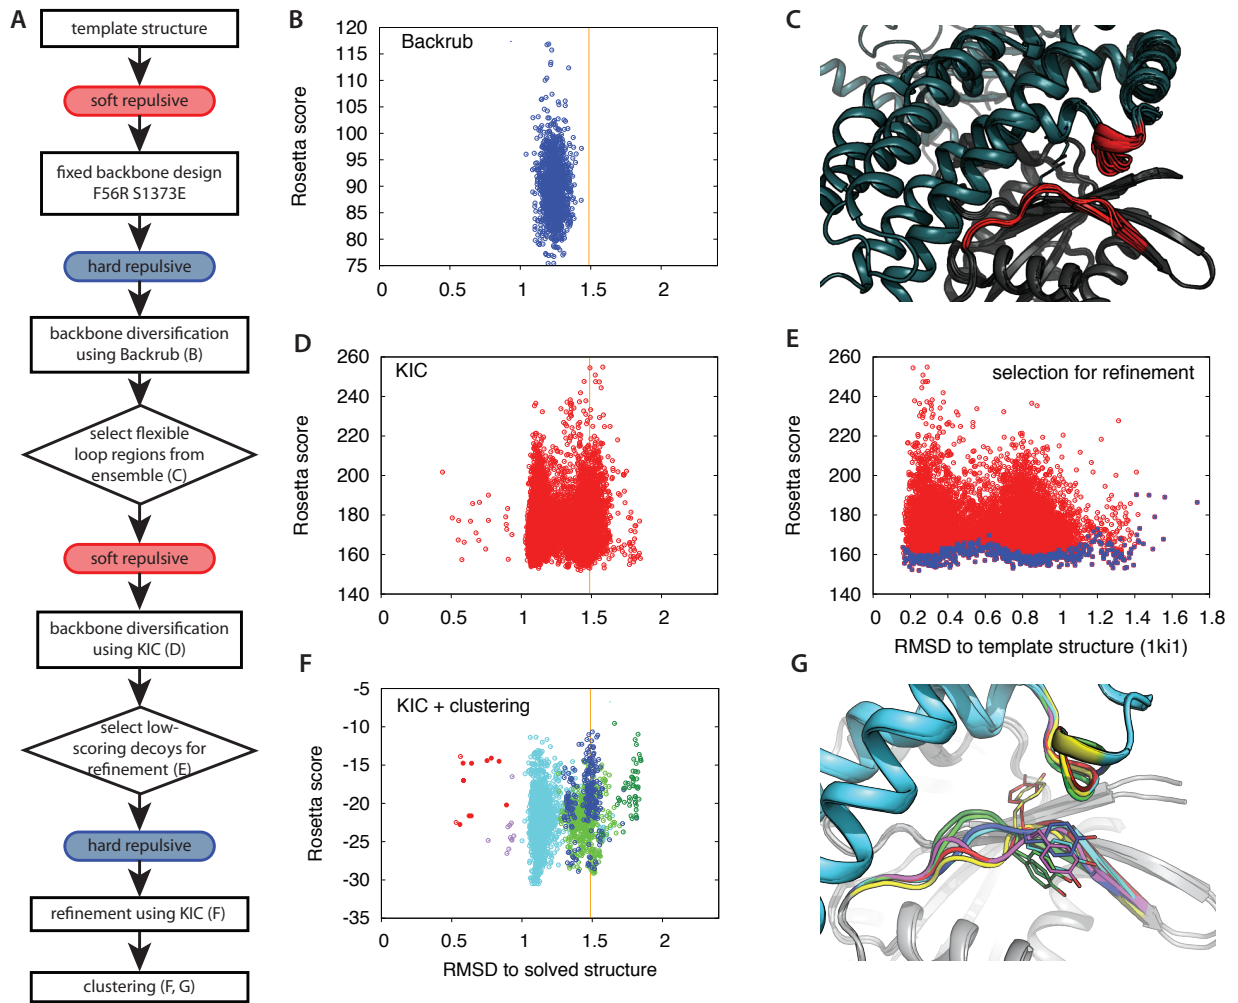 A
template structure
soft repulsive
fixed backbone design
F56R S1373E
hard repulsive
backbone diversification
using Backrub (B)
select flexible
loop regions from
ensemble (C)
soft repulsive
backbone diversification
using KIC (D)
select low-
scoring decoys for
refinement (E)
hard repulsive
refinement using KIC (F)
clustering (F, G)
B
Backrub
Rosetta score
120
115
110
105
100
95
90
85
80
75
0 0.5 1 1.5 2
C
D
KIC
Rosetta score
260
240
220
200
180
160
140
0 0.5 1 1.5 2
E
selection for refinement
Rosetta score
260
240
220
200
180
160
140
0 0.2 0.4 0.6 0.8 1 1.2 1.4 1.6 1.8
RMSD to template structure (1ki1)
F
KIC + clustering
Rosetta score
-5
-10
-15
-20
-25
-30
-35
0 0.5 1 1.5 2
RMSD to solved structure
G